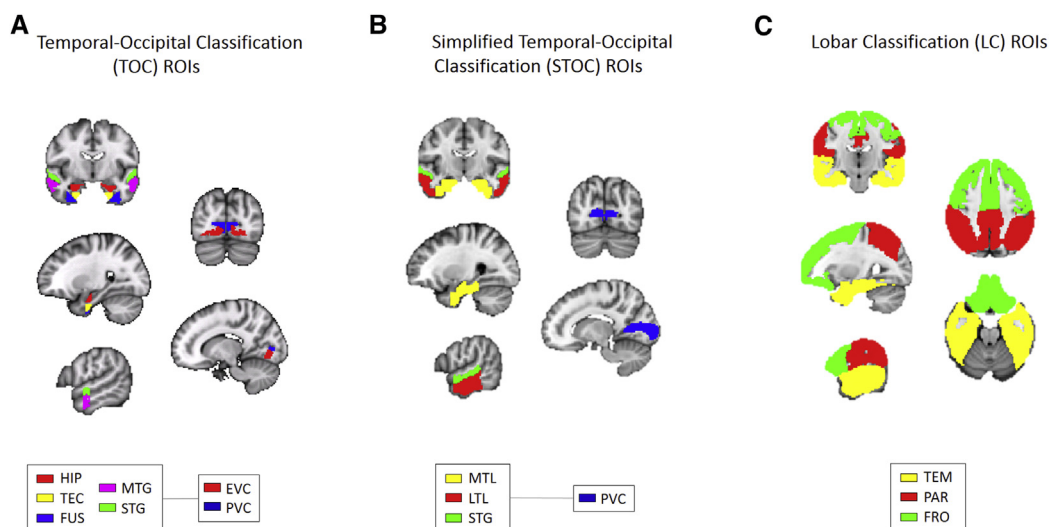 A
Temporal-Occipital Classification
(TOC) ROIs
B
Simplified Temporal-Occipital
Classification (STOC) ROIs
C
Lobar Classification (LC) ROIs
HIP
TEC
FUS
MTG
STG
EVC
PVC
MTL
LTL
STG
PVC
TEM
PAR
FRO